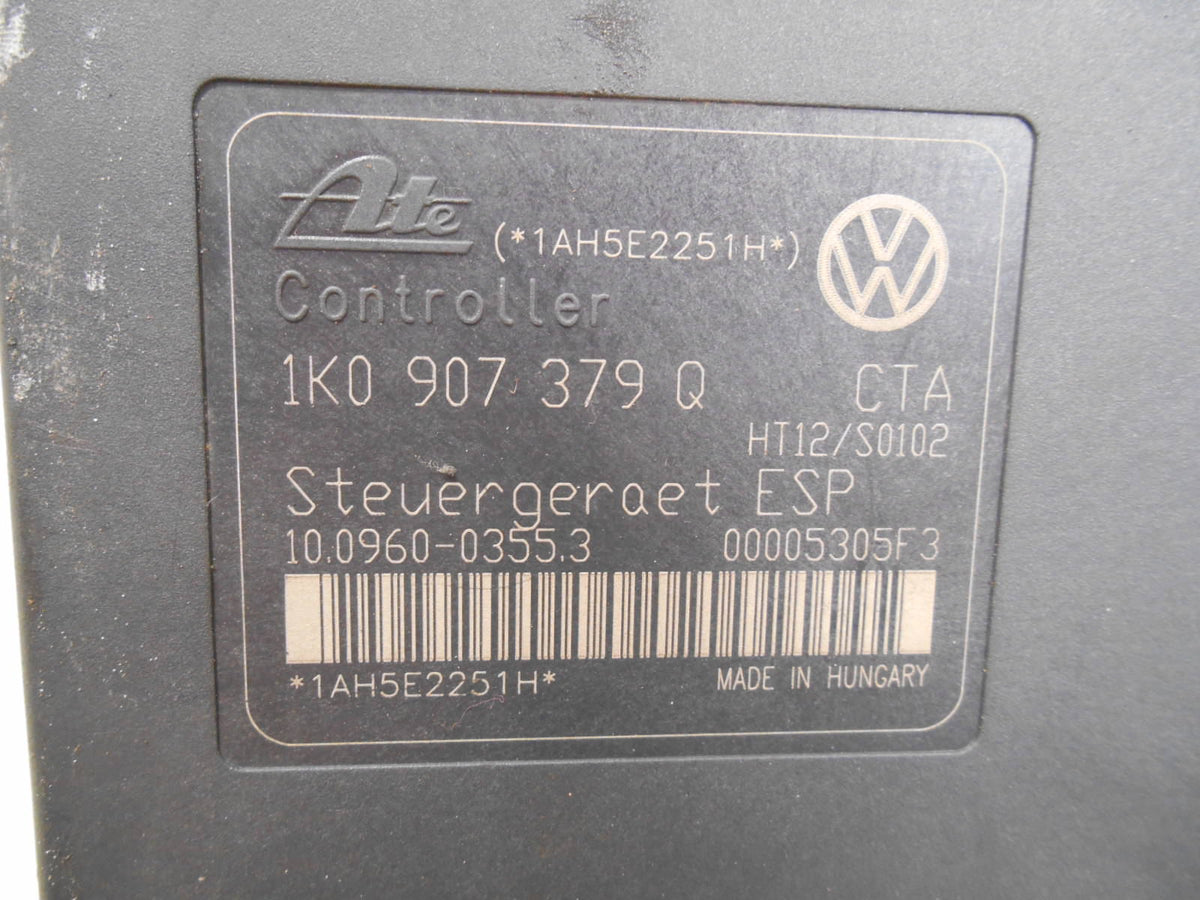 Ate (*1AH5E2251H*)
Controller
1K0 907 379 Q CTA
HT12/S0102
Steuergeraet ESP
10.0960-0355.3 00005305F3
*1AH5E2251H* MADE IN HUNGARY